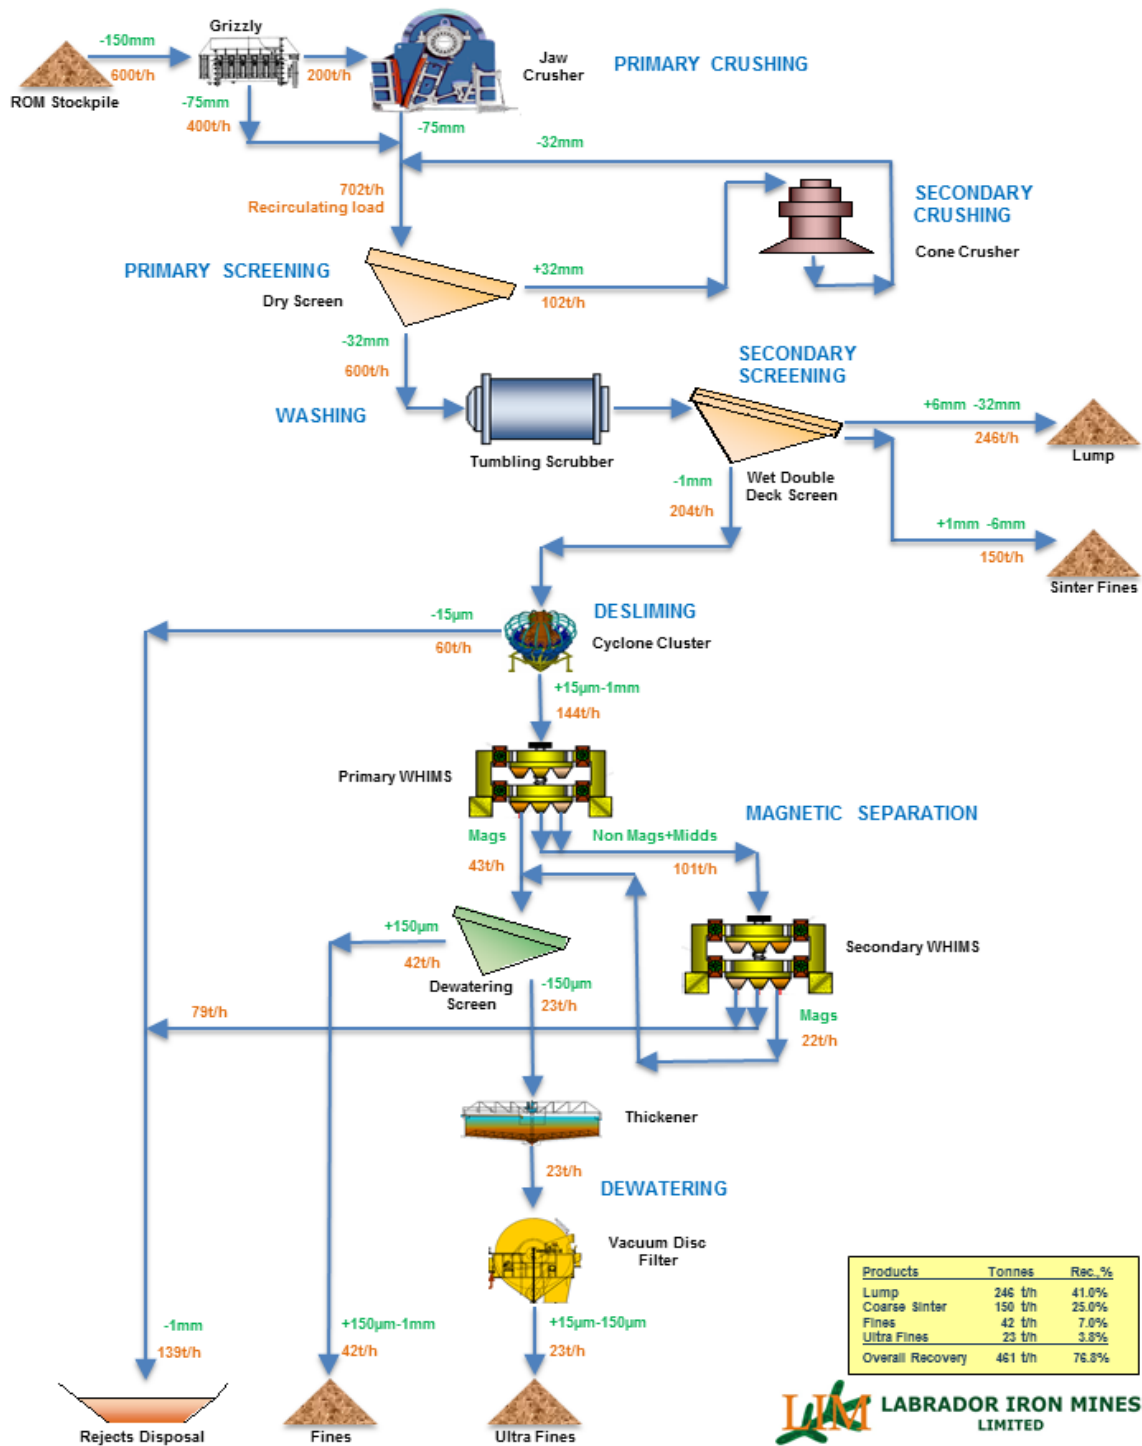 Grizzly
-150mm
600t/h
ROM Stockpile
200t/h
Jaw
Crusher
PRIMARY CRUSHING
-75mm
400t/h
-75mm
-32mm
702t/h
Recirculating load
SECONDARY
CRUSHING
Cone Crusher
PRIMARY SCREENING
Dry Screen
+32mm
102t/h
-32mm
600t/h
SECONDARY
SCREENING
WASHING
Tumbling Scrubber
+6mm -32mm
246t/h
Lump
Wet Double
Deck Screen
-1mm
204t/h
+1mm -6mm
150t/h
Sinter Fines
DESLIMING
Cyclone Cluster
-15µm
60t/h
+15µm-1mm
144t/h
Primary WHIMS
MAGNETIC SEPARATION
Mags
43t/h
Non Mags+Midds
101t/h
+150µm
42t/h
Dewatering
Screen
-150µm
23t/h
Secondary WHIMS
79t/h
Mags
22t/h
Thickener
23t/h
DEWATERING
Vacuum Disc
Filter
-1mm
139t/h
+150µm-1mm
42t/h
+15µm-150µm
23t/h
Rejects Disposal
Fines
Ultra Fines
Products Tonnes Rec.,%
Lump 246 t/h 41.0%
Coarse Sinter 150 t/h 25.0%
Fines 42 t/h 7.0%
Ultra Fines 23 t/h 3.8%
Overall Recovery 461 t/h 76.8%
LIM
LABRADOR IRON MINES
LIMITED